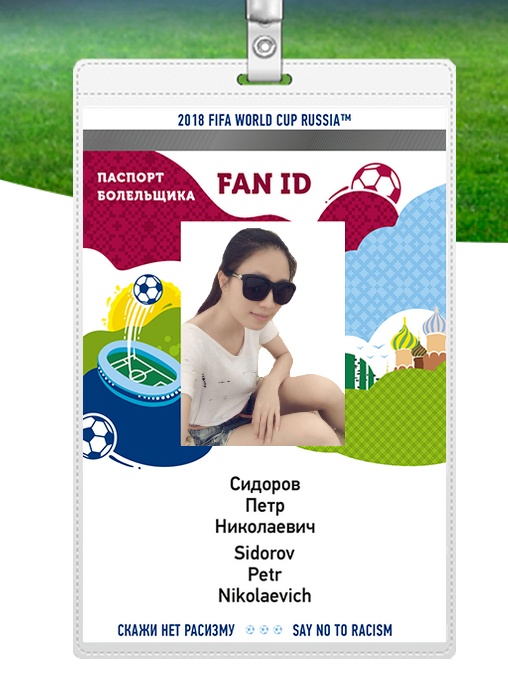 2018 FIFA WORLD CUP RUSSIA™
ПАСПОРТ
БОЛЕЛЬЩИКА
FAN ID
Сидоров
Петр
Николаевич
Sidorov
Petr
Nikolaevich
СКАЖИ НЕТ РАСИЗМУ SAY NO TO RACISM